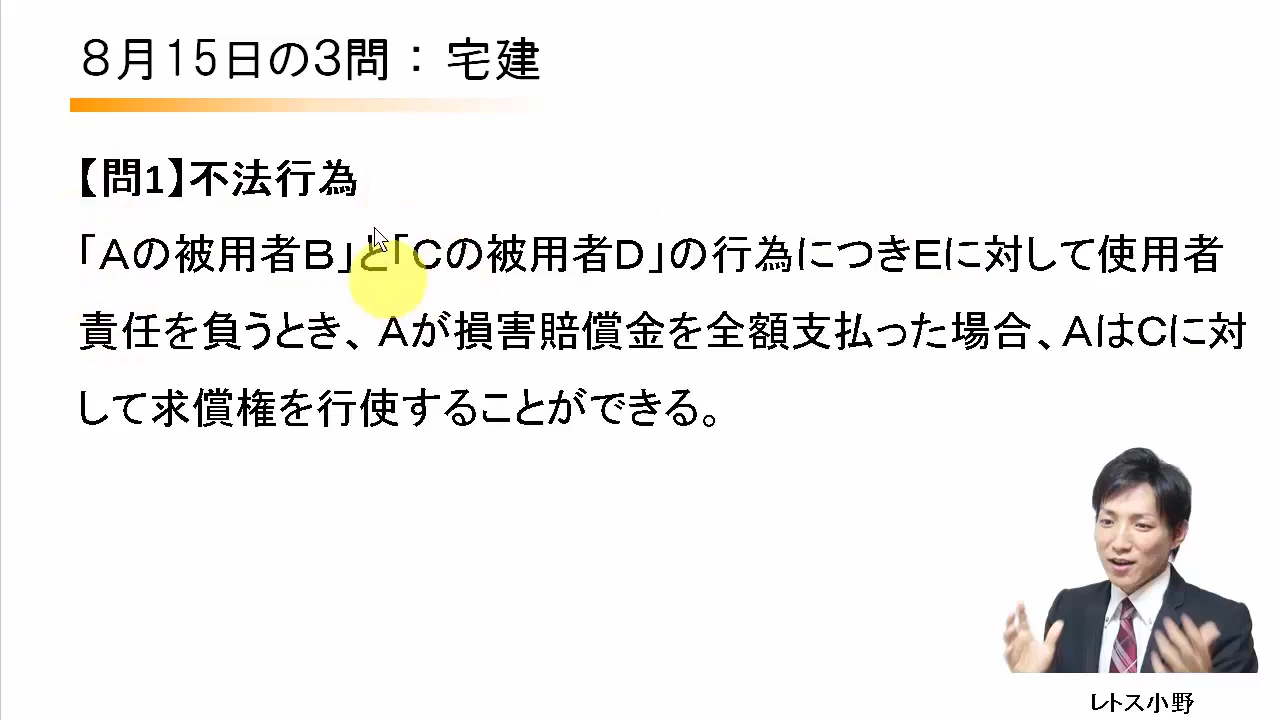 ８月15日の３問：宅建
【問1】不法行為
「Ａの被用者Ｂ」と「Ｃの被用者Ｄ」の行為につきＥに対して使用者
責任を負うとき、Ａが損害賠償金を全額支払った場合、ＡはＣに対
して求償権を行使することができる。
レトス小野